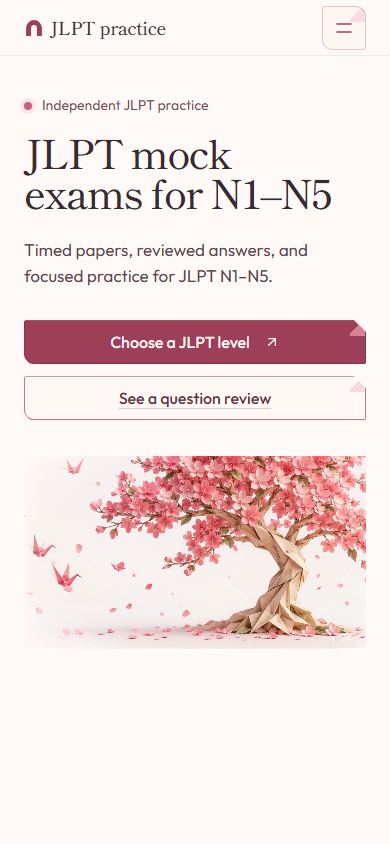 JLPT practice
Independent JLPT practice
JLPT mock
exams for N1–N5
Timed papers, reviewed answers, and
focused practice for JLPT N1–N5.
Choose a JLPT level
See a question review